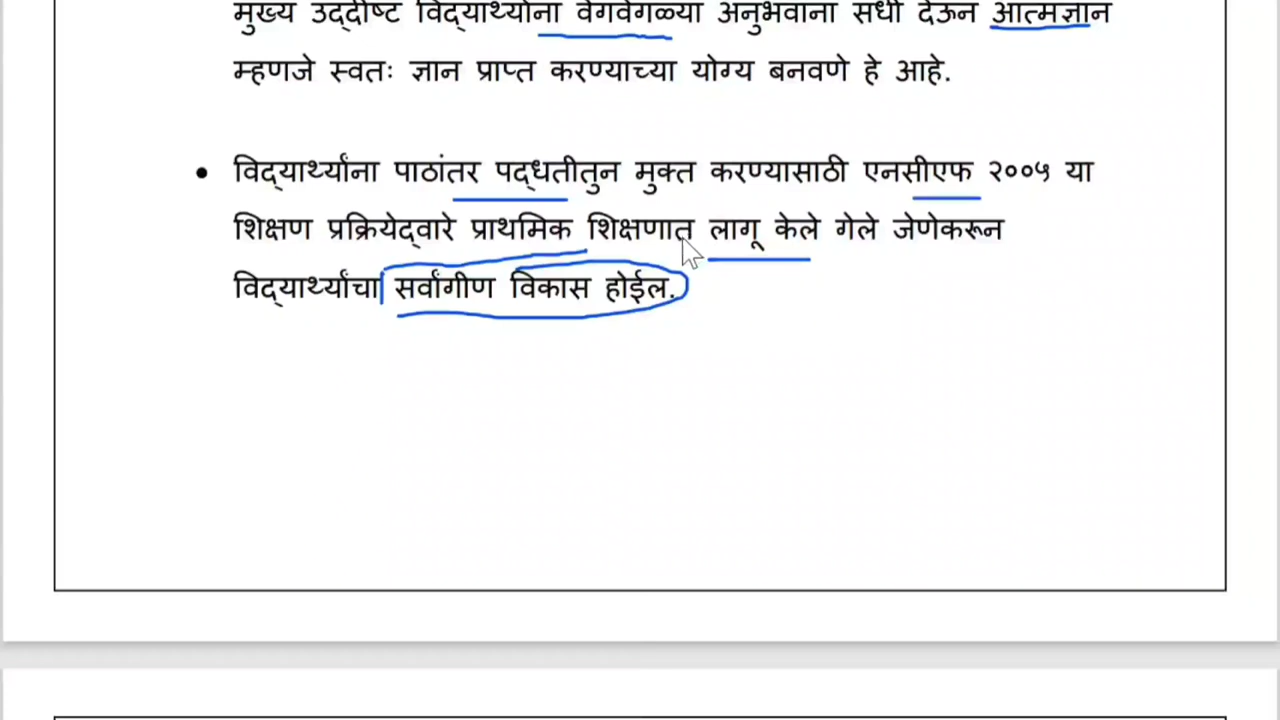 मुख्य उद्दीष्ट विद्यार्थ्यांना वेगवेगळ्या अनुभवांना संधी देऊन आत्मज्ञान
म्हणजे स्वतः ज्ञान प्राप्त करण्याच्या योग्य बनवणे हे आहे.
• विद्यार्थ्यांना पाठांतर पद्धतीतुन मुक्त करण्यासाठी एनसीएफ २००५ या
शिक्षण प्रक्रियेद्वारे प्राथमिक शिक्षणात लागू केले गेले जेणेकरून
विद्यार्थ्यांचा सर्वांगीण विकास होईल.